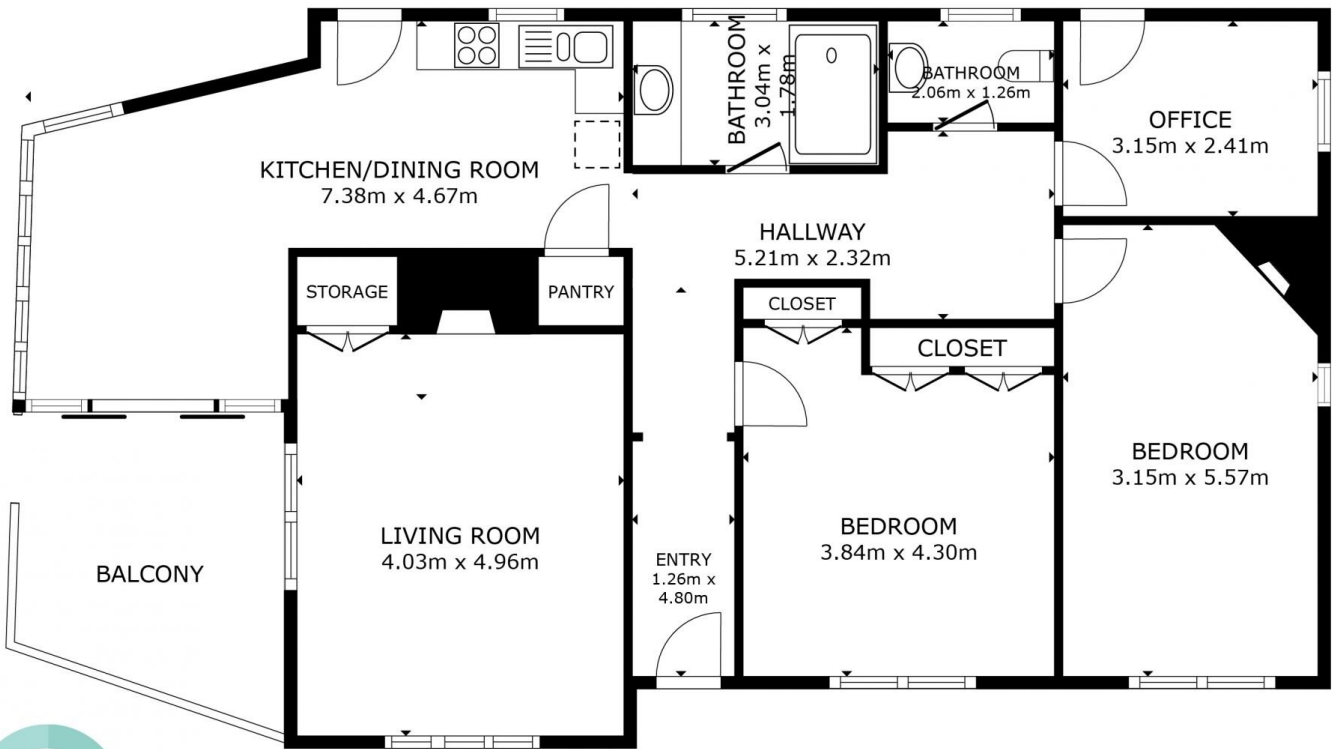 KITCHEN/DINING ROOM
7.38m x 4.67m
BATHROOM
3.04m x
1.78m
BATHROOM
2.06m x 1.26m
OFFICE
3.15m x 2.41m
HALLWAY
5.21m x 2.32m
STORAGE
PANTRY
CLOSET
CLOSET
BEDROOM
3.15m x 5.57m
LIVING ROOM
4.03m x 4.96m
BEDROOM
3.84m x 4.30m
ENTRY
1.26m x
4.80m
BALCONY